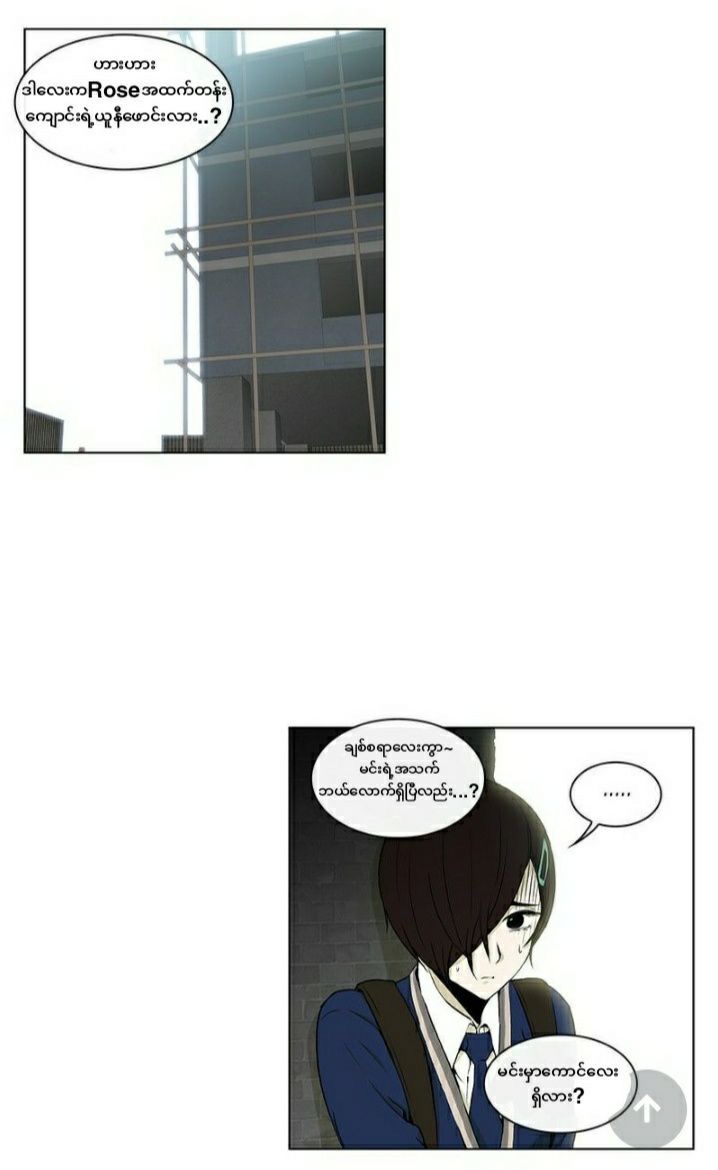 ဟားဟား
ဒါလေးကRoseအထက်တန်း
ကျောင်းရဲ့ယူနီဖောင်းလား..?
ချစ်စရာလေးကွာ~
မင်းရဲ့အသက်
ဘယ်လောက်ရှိပြီလည်း...?
,,,,,
မင်းမှာကောင်လေး
ရှိလား?